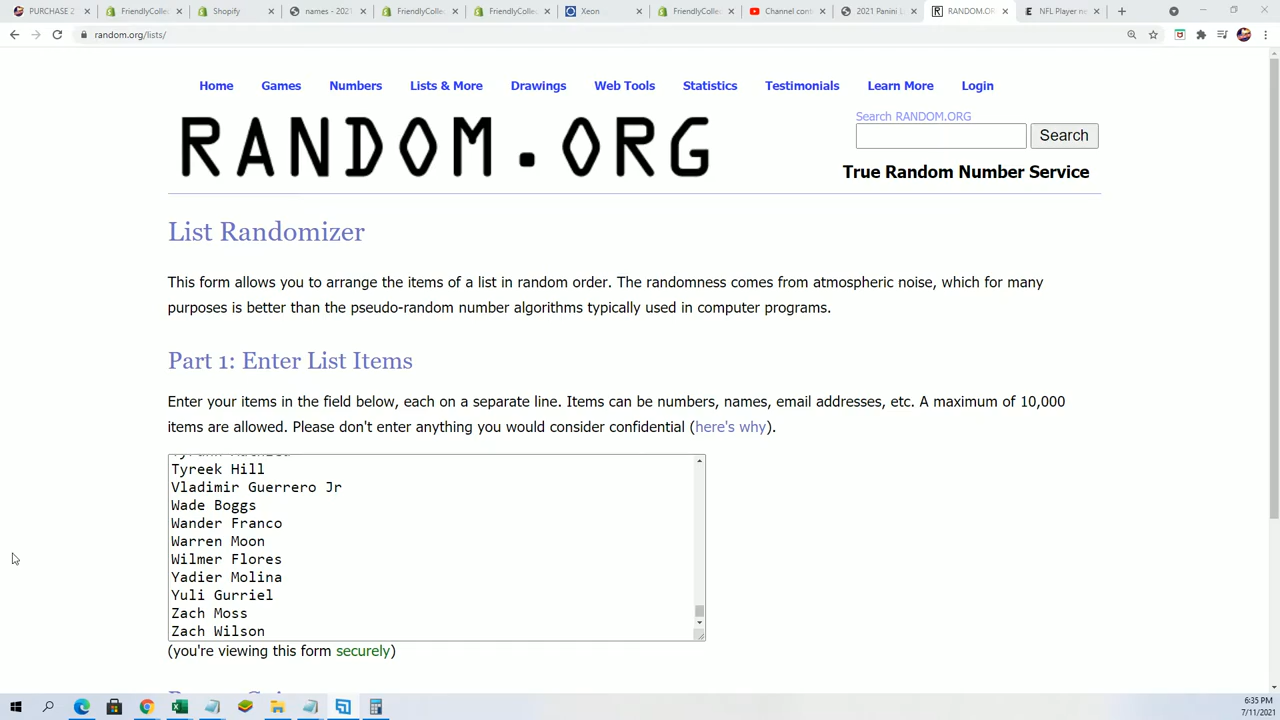 PURCHASE 2
FriendlyCollec
Shopify
names - 2021
FriendlyCollec
FriendlyCollec
Xeon
FriendlyCollec
Channel cont
2021 Panini L
RANDOM.OR
NFL Player ne
random.org/lists/
Home Games Numbers Lists & More Drawings Web Tools Statistics Testimonials Learn More Login
RANDOM.ORG
Search RANDOM.ORG
Search
True Random Number Service
List Randomizer
This form allows you to arrange the items of a list in random order. The randomness comes from atmospheric noise, which for many
purposes is better than the pseudo-random number algorithms typically used in computer programs.
Part 1: Enter List Items
Enter your items in the field below, each on a separate line. Items can be numbers, names, email addresses, etc. A maximum of 10,000
items are allowed. Please don't enter anything you would consider confidential (here's why).
Tyreek Hill
Vladimir Guerrero Jr
Wade Boggs
Wander Franco
Warren Moon
Wilmer Flores
Yadier Molina
Yuli Gurriel
Zach Moss
Zach Wilson
(you're viewing this form securely)
6:35 PM
7/11/2021